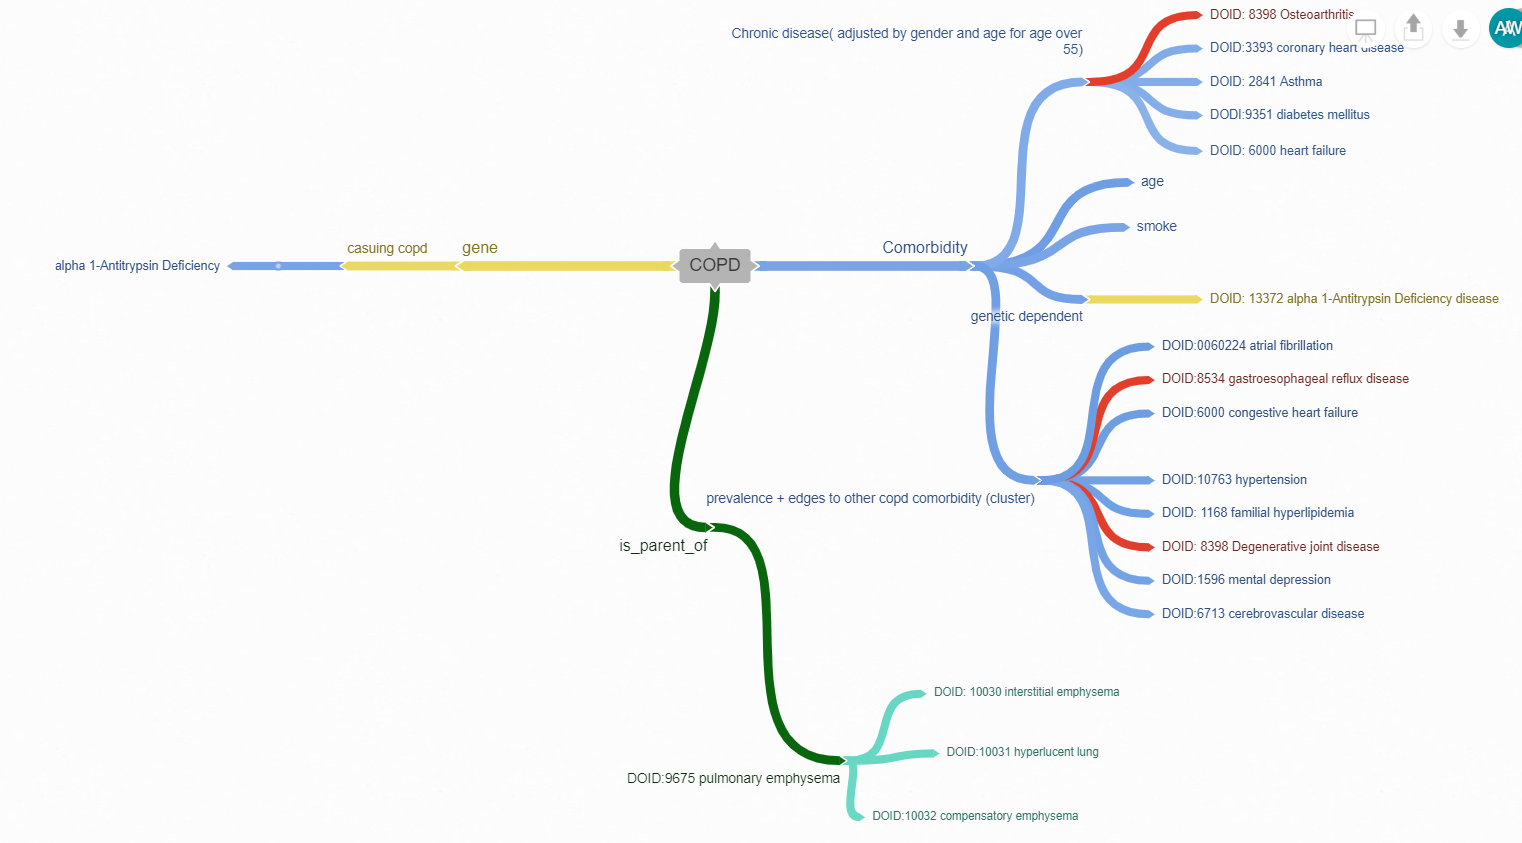 Chronic disease( adjusted by gender and age for age over
55)
DOID: 8398 Osteoarthritis
DOID:3393 coronary heart disease
DOID: 2841 Asthma
DODI:9351 diabetes mellitus
DOID: 6000 heart failure
age
smoke
Comorbidity
COPD
gene
casuing copd
alpha 1-Antitrypsin Deficiency
genetic dependent
DOID: 13372 alpha 1-Antitrypsin Deficiency disease
DOID:0060224 atrial fibrillation
DOID:8534 gastroesophageal reflux disease
DOID:6000 congestive heart failure
DOID:10763 hypertension
prevalence + edges to other copd comorbidity (cluster)
DOID: 1168 familial hyperlipidemia
DOID: 8398 Degenerative joint disease
DOID:1596 mental depression
DOID:6713 cerebrovascular disease
is_parent_of
DOID:9675 pulmonary emphysema
DOID: 10030 interstitial emphysema
DOID:10031 hyperlucent lung
DOID:10032 compensatory emphysema